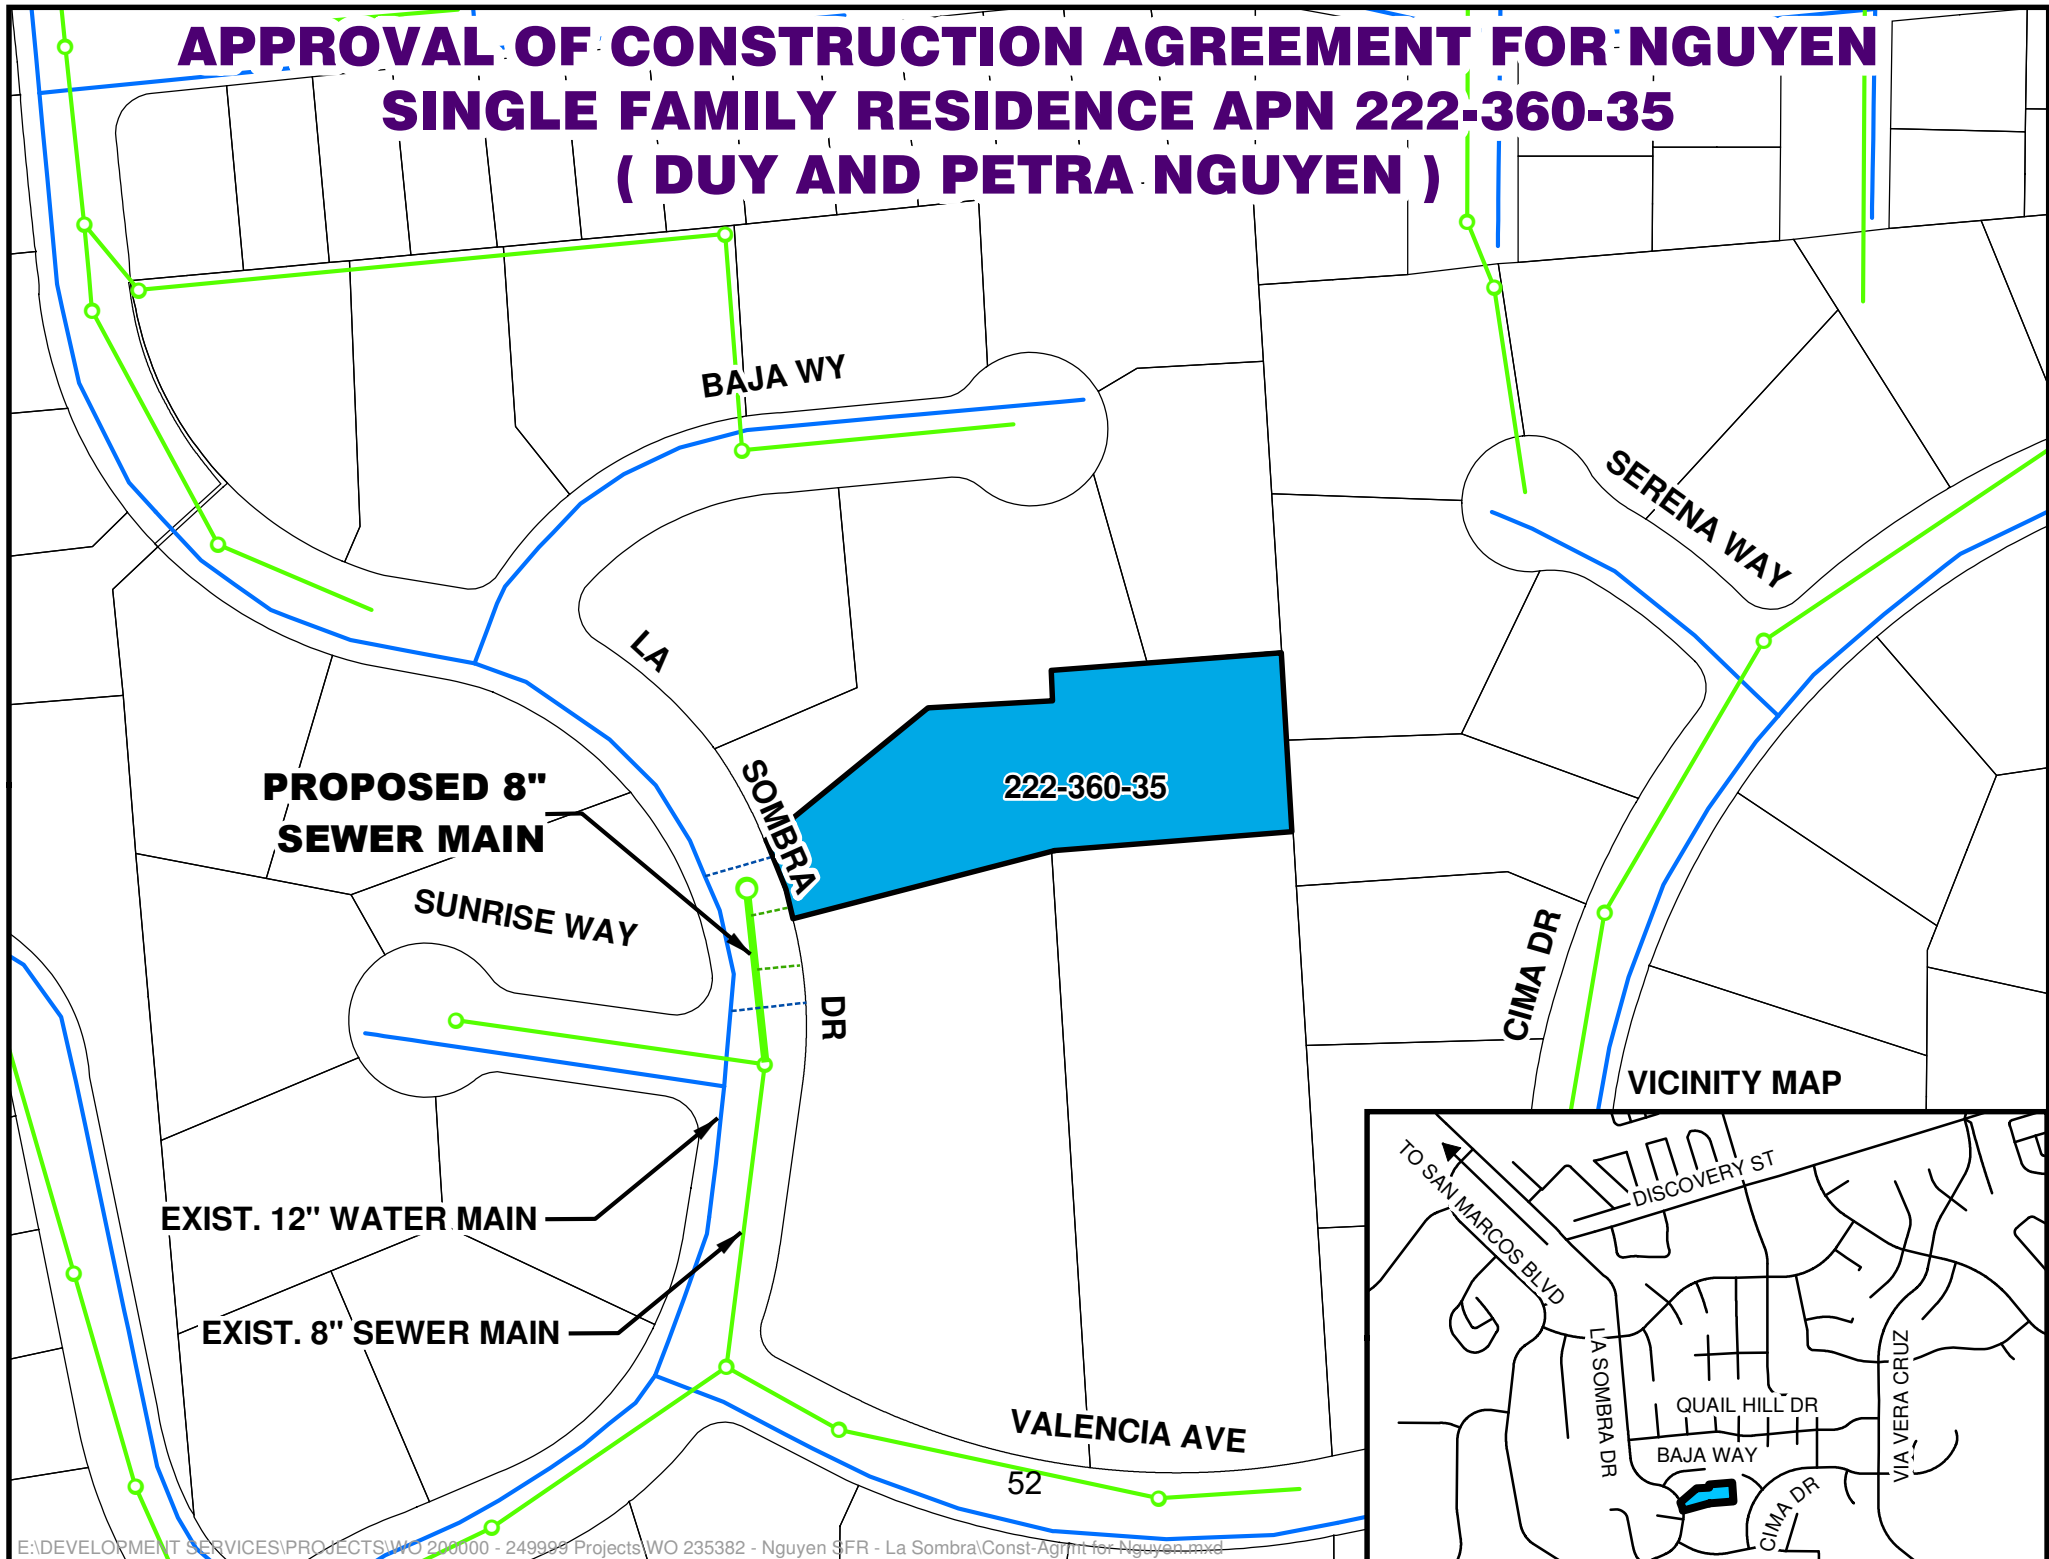 APPROVAL OF CONSTRUCTION AGREEMENT FOR NGUYEN
SINGLE FAMILY RESIDENCE APN 222-360-35
( DUY AND PETRA NGUYEN )
BAJA WY
SERENA WAY
LA
SOMBRA
DR
222-360-35
PROPOSED 8"
SEWER MAIN
SUNRISE WAY
CIMA DR
EXIST. 12" WATER MAIN
EXIST. 8" SEWER MAIN
VALENCIA AVE
52
VICINITY MAP
TO SAN MARCOS BLVD
DISCOVERY ST
LA SOMBRA DR
QUAIL HILL DR
BAJA WAY
VIA VERA CRUZ
CIMA DR
E:\DEVELOPMENT SERVICES\PROJECTS\WO 200000 - 249999 Projects\WO 235382 - Nguyen SFR - La Sombra\Const-Agrmt for Nguyen.mxd